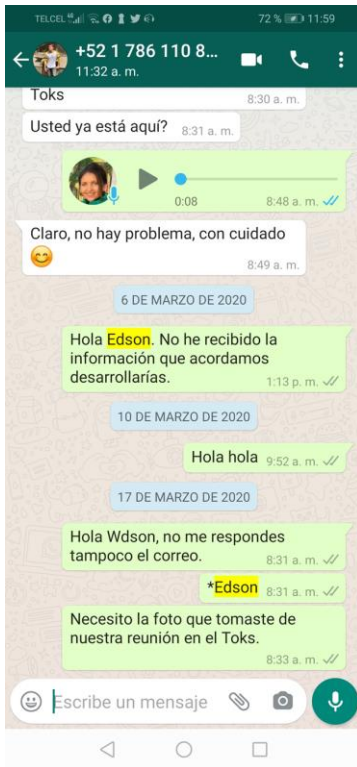 TELCEL 72 % 11:59
+52 1 786 110 8...
11:32 a. m.
Toks
8:30 a. m.
Usted ya está aquí? 8:31 a. m.
0:08 8:48 a. m.
Claro, no hay problema, con cuidado
😊
8:49 a. m.
6 DE MARZO DE 2020
Hola Edson. No he recibido la
información que acordamos
desarrollarías.
1:13 p. m.
10 DE MARZO DE 2020
Hola hola 9:52 a. m.
17 DE MARZO DE 2020
Hola Wdson, no me respondes
tampoco el correo.
8:31 a. m.
*Edson 8:31 a. m.
Necesito la foto que tomaste de
nuestra reunión en el Toks.
8:33 a. m.
Escribe un mensaje